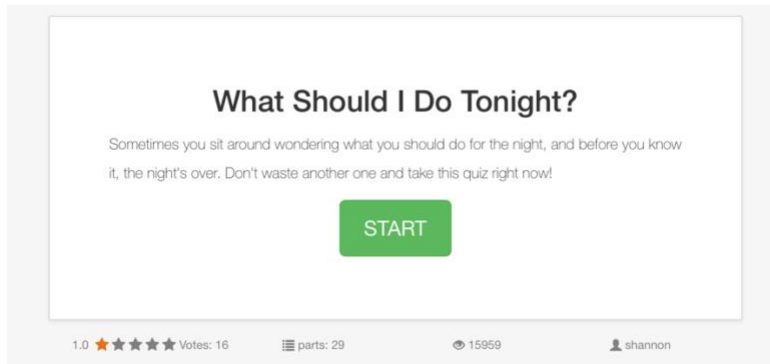 What Should I Do Tonight?
Sometimes you sit around wondering what you should do for the night, and before you know
it, the night's over. Don't waste another one and take this quiz right now!
START
1.0 Votes: 16 parts: 29 15959 shannon